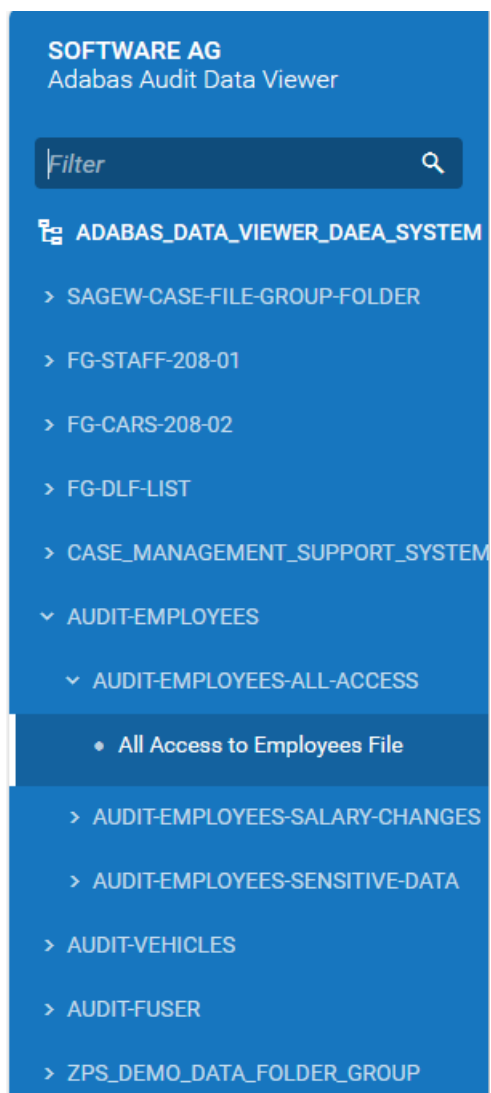 SOFTWARE AG
Adabas Audit Data Viewer
Filter
ADABAS_DATA_VIEWER_DAEA_SYSTEM
SAGEW-CASE-FILE-GROUP-FOLDER
FG-STAFF-208-01
FG-CARS-208-02
FG-DLF-LIST
CASE_MANAGEMENT_SUPPORT_SYSTEM
AUDIT-EMPLOYEES
AUDIT-EMPLOYEES-ALL-ACCESS
All Access to Employees File
AUDIT-EMPLOYEES-SALARY-CHANGES
AUDIT-EMPLOYEES-SENSITIVE-DATA
AUDIT-VEHICLES
AUDIT-FUSER
ZPS_DEMO_DATA_FOLDER_GROUP